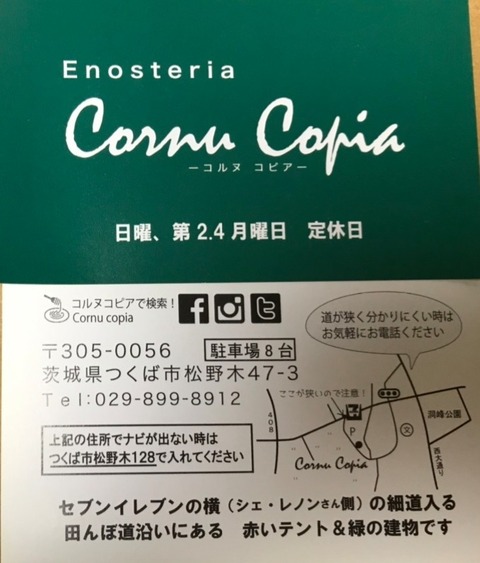 Enosteria
Cornu Copia
ーコルヌ コピアー
日曜、第2.4月曜日 定休日
コルヌコピアで検索！
Cornu copia
道が狭く分かりにくい時は
お気軽にお電話ください
〒305-0056 駐車場8台
茨城県つくば市松野木47-3
Tel:029-899-8912
ここが狭いので注意！
408
P
文
洞峰公園
西大通り
Cornu Copia
上記の住所でナビが出ない時は
つくば市松野木128で入れてください
セブンイレブンの横（シェ・レノンさん側）の細道入る
田んぼ道沿いにある 赤いテント＆緑の建物です